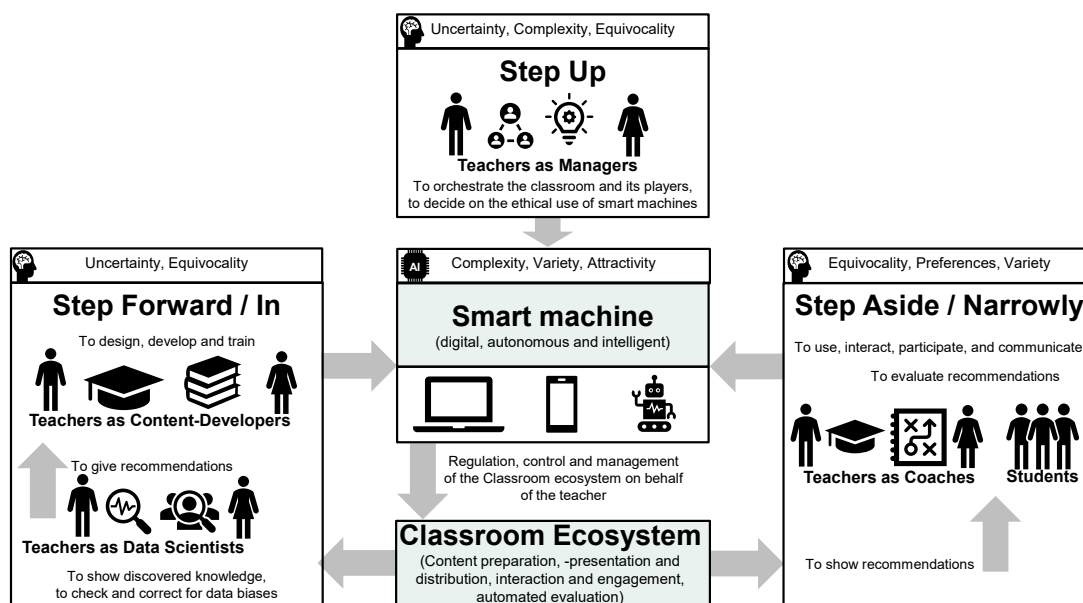 Uncertainty, Complexity, Equivocality
Step Up
Teachers as Managers
To orchestrate the classroom and its players,
to decide on the ethical use of smart machines
Uncertainty, Equivocality
Step Forward / In
To design, develop and train
Teachers as Content-Developers
To give recommendations
Teachers as Data Scientists
To show discovered knowledge,
to check and correct for data biases
AI
Complexity, Variety, Attractivity
Smart machine
(digital, autonomous and intelligent)
Regulation, control and management
of the Classroom ecosystem on behalf
of the teacher
Classroom Ecosystem
(Content preparation, -presentation and
distribution, interaction and engagement,
automated evaluation)
Equivocality, Preferences, Variety
Step Aside / Narrowly
To use, interact, participate, and communicate
To evaluate recommendations
Teachers as Coaches
Students
To show recommendations